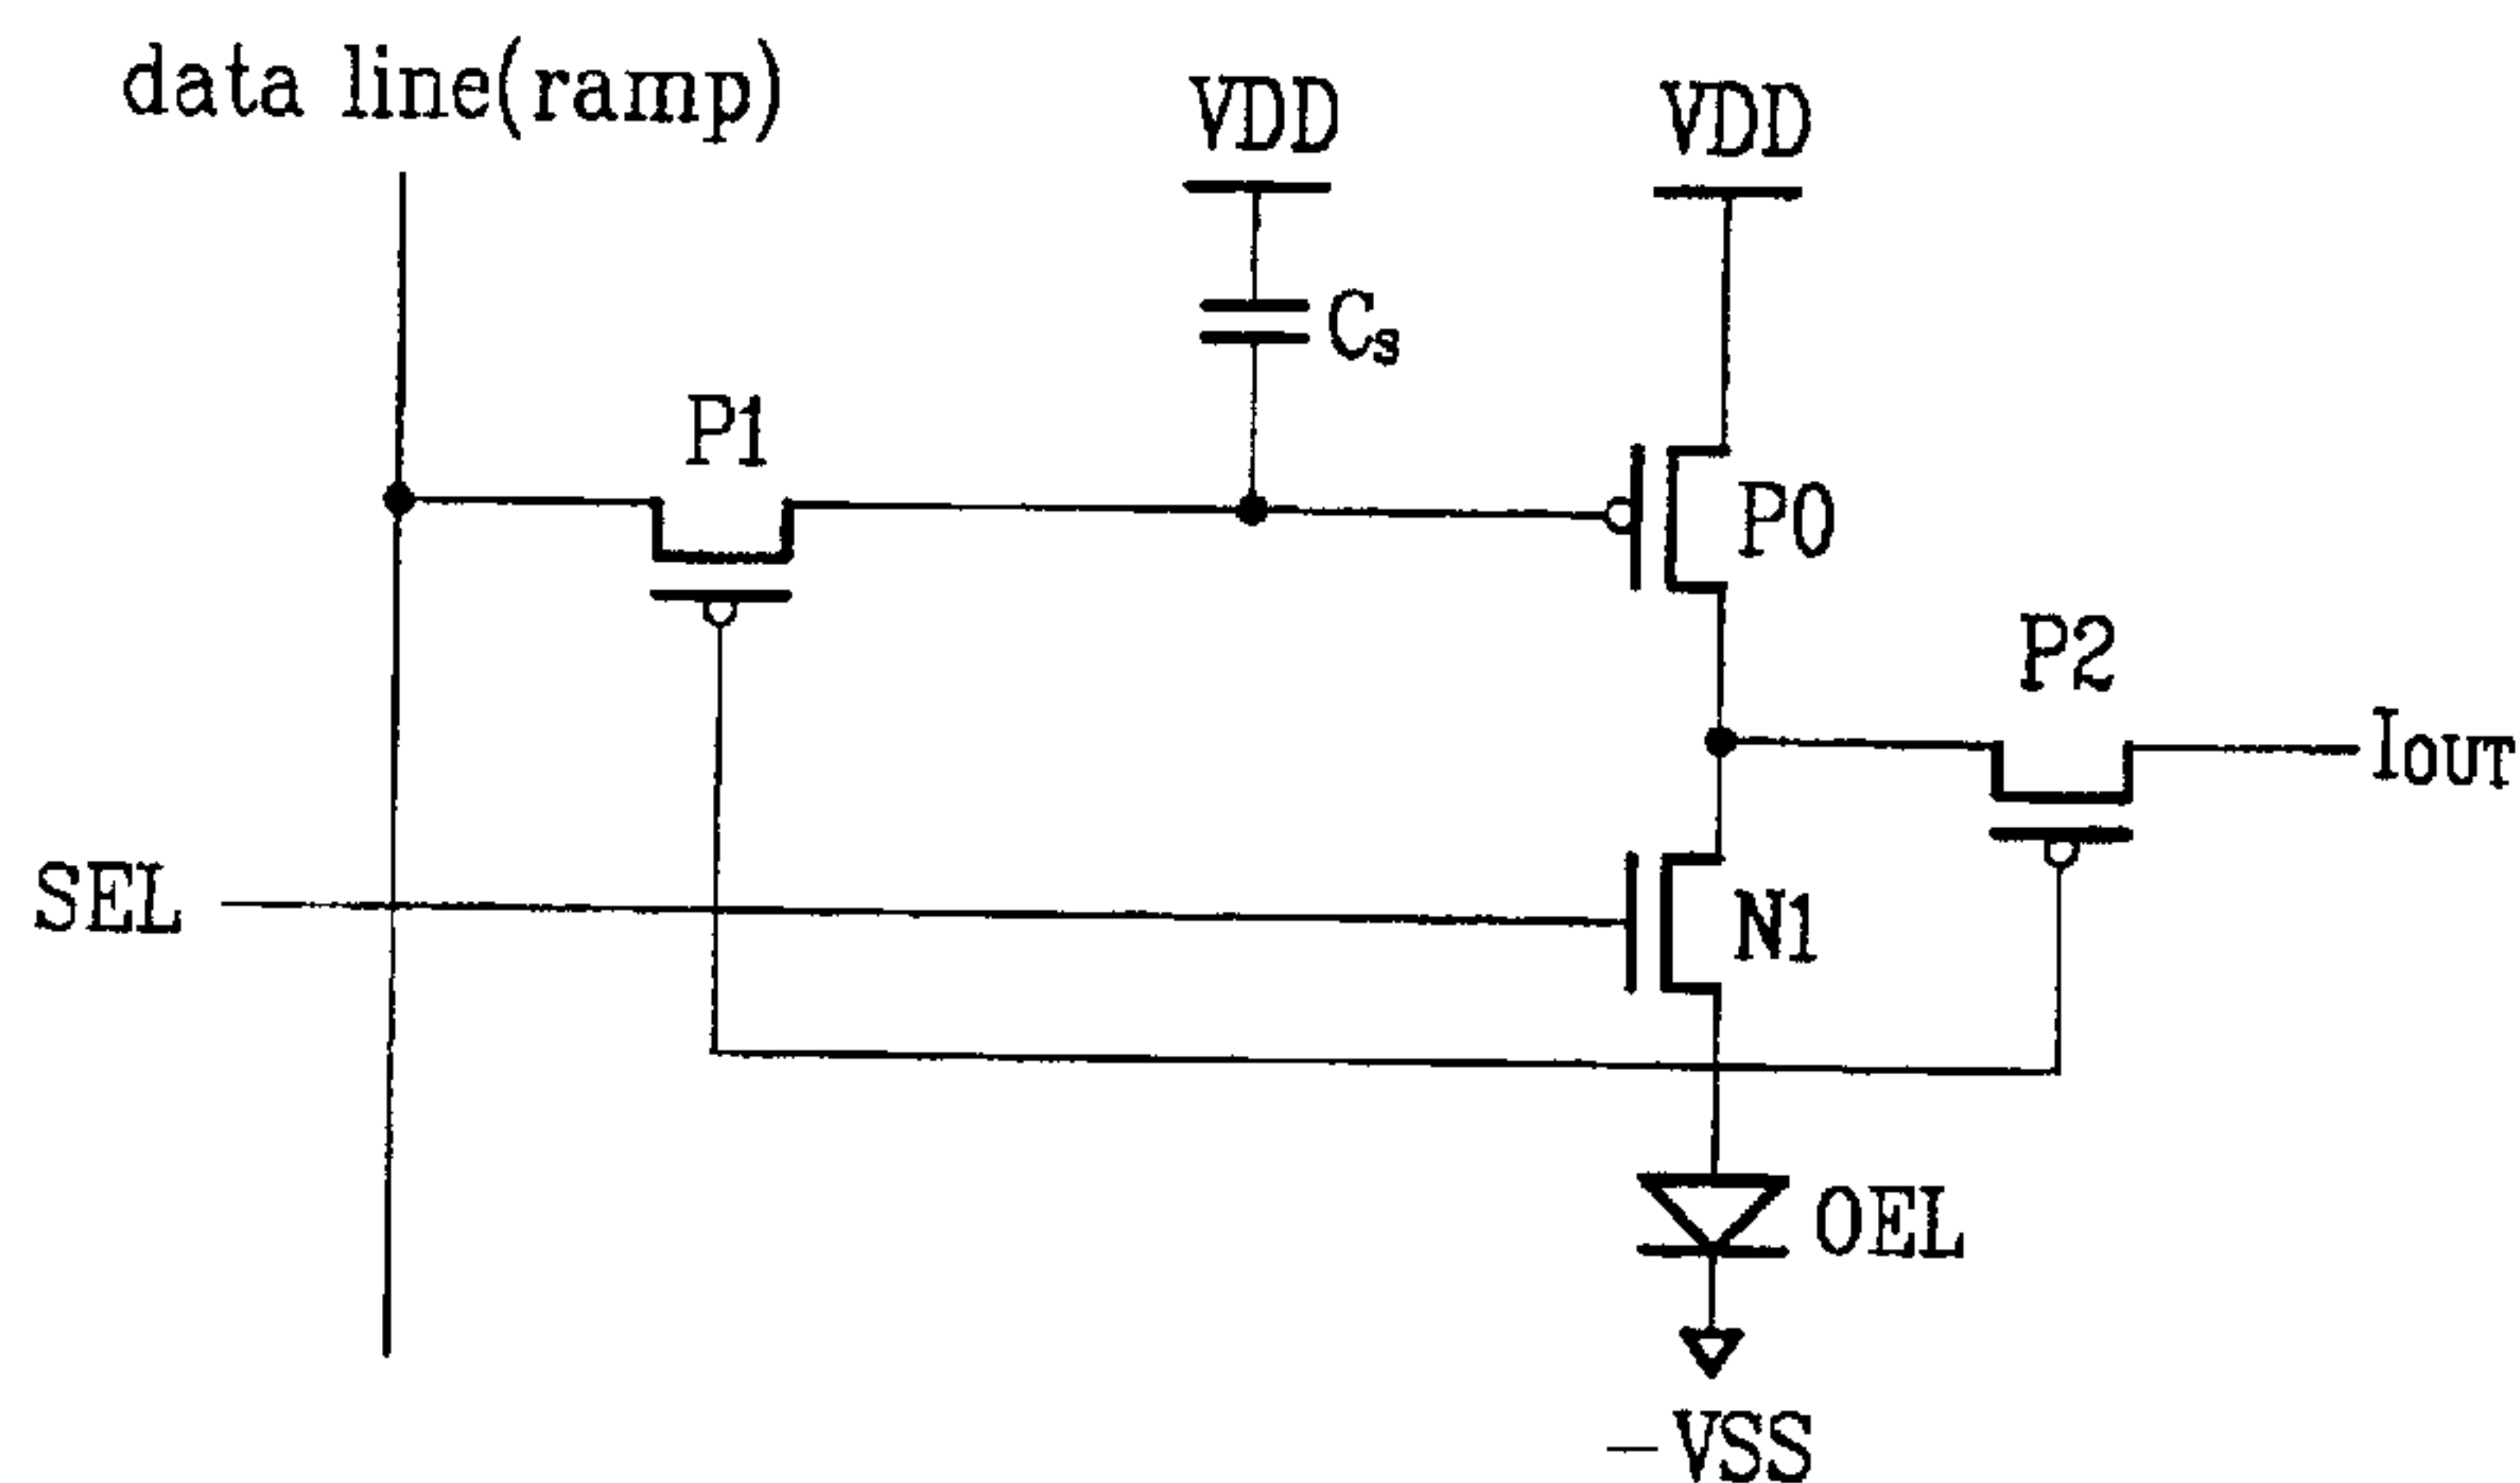 data line(ramp)
VDD
VDD
Cs
P1
P0
P2
IOUT
SEL
N1
OEL
-VSS